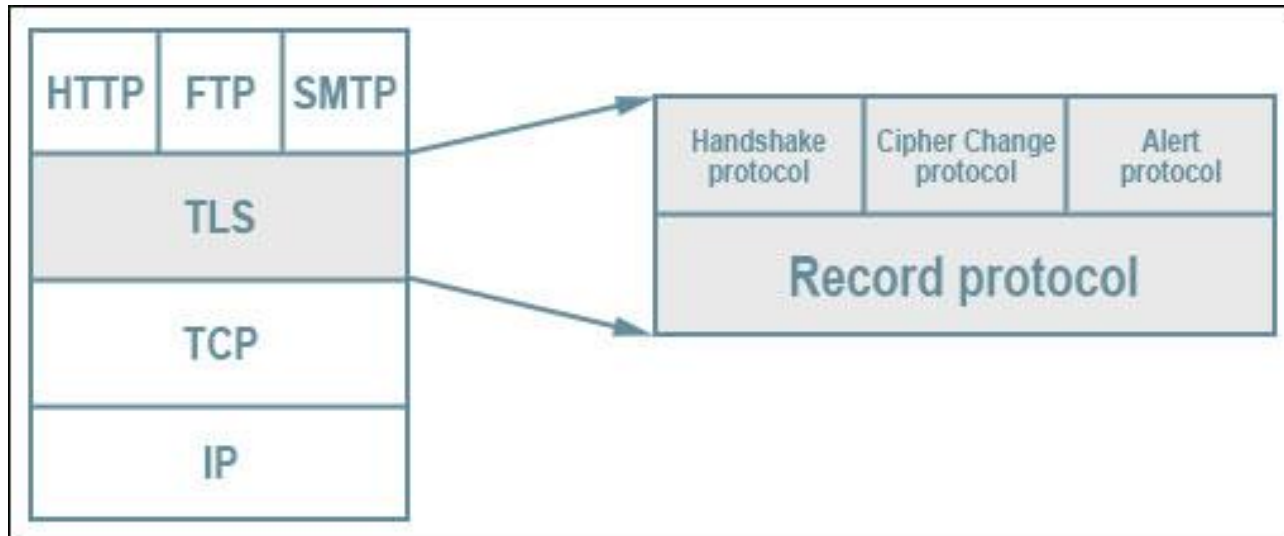 HTTP FTP SMTP
TLS
TCP
IP
Handshake
protocol
Cipher Change
protocol
Alert
protocol
Record protocol